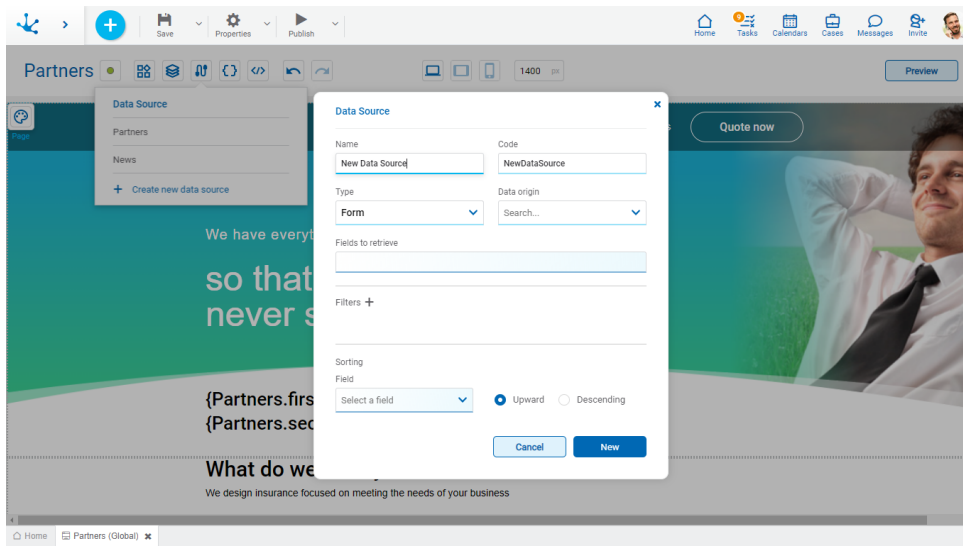 Save
Properties
Publish
Home
9
Tasks
Calendars
Cases
Messages
Invite
Partners
1400 px
Preview
Page
Data Source
Partners
News
+ Create new data source
Quote now
We have everyt
so that
never s
{Partners.firs
{Partners.sec
What do we
We design insurance focused on meeting the needs of your business
Data Source
Name
Code
New Data Source
NewDataSource
Type
Data origin
Form
Search...
Fields to retrieve
Filters +
Sorting
Field
Select a field
Upward
Descending
Cancel
New
Home
Partners (Global)